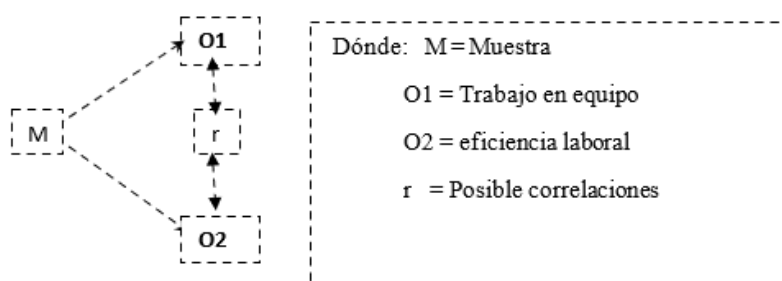 O1
M
r
O2
Dónde: M=Muestra
O1 = Trabajo en equipo
O2 = eficiencia laboral
r = Posible correlaciones